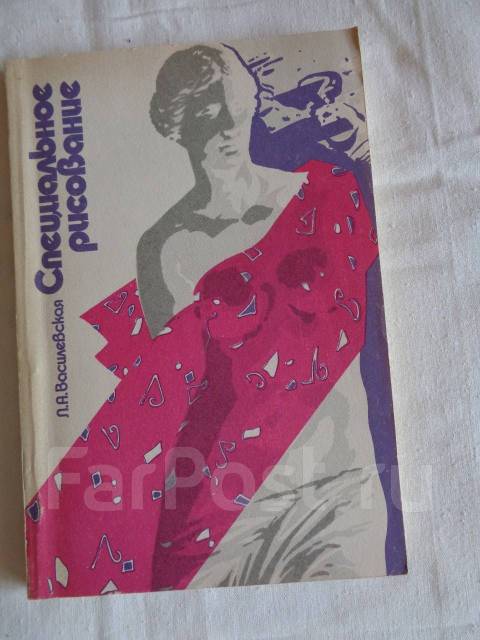 Л.А.Василевская
Специальное
рисование
FarPost.ru